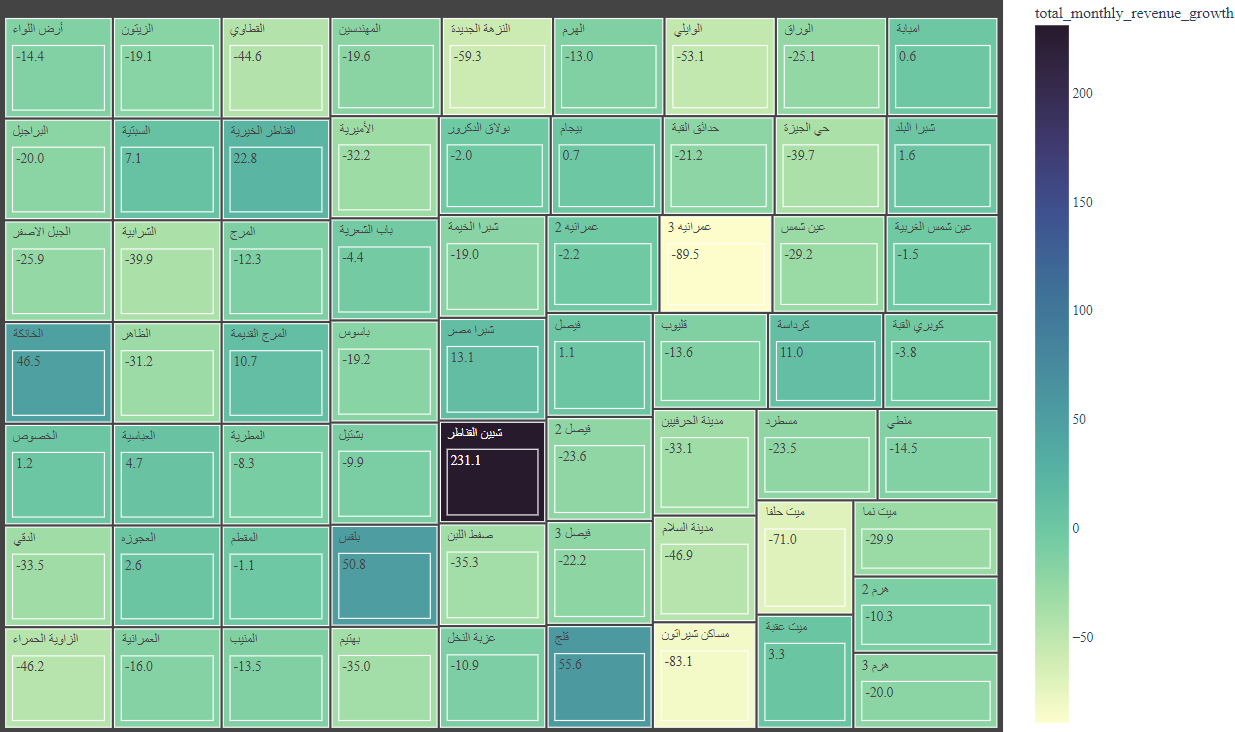 total_monthly_revenue_growth
أرض اللواء
-14.4
الزيتون
-19.1
القطاوي
-44.6
المهندسين
-19.6
النزهة الجديدة
-59.3
الهرم
-13.0
الوايلي
-53.1
الوراق
-25.1
امبابة
0.6
البراجيل
-20.0
السبتية
7.1
القناطر الخيرية
22.8
الأميرية
-32.2
بولاق الدكرور
-2.0
بيجام
0.7
حدائق القبة
-21.2
حي الجيزة
-39.7
شبرا البلد
1.6
الجبل الاصفر
-25.9
الشرابية
-39.9
المرج
-12.3
باب الشعرية
-4.4
شبرا الخيمة
-19.0
عمرانيه 2
-2.2
عمرانيه 3
-89.5
عين شمس
-29.2
عين شمس الغربية
-1.5
الخانكة
46.5
الظاهر
-31.2
المرج القديمة
10.7
باسوس
-19.2
شبرا مصر
13.1
فيصل
1.1
قليوب
-13.6
كرداسة
11.0
كوبري القبة
-3.8
الخصوص
1.2
العباسية
4.7
المطرية
-8.3
بشتيل
-9.9
شبين القناطر
231.1
فيصل 2
-23.6
مدينة الحرفيين
-33.1
مسطرد
-23.5
منطي
-14.5
الدقي
-33.5
العجوزه
2.6
المقطم
-1.1
بلقس
50.8
صفط اللبن
-35.3
فيصل 3
-22.2
مدينة السلام
-46.9
ميت حلفا
-71.0
ميت نما
-29.9
هرم 2
-10.3
الزاوية الحمراء
-46.2
العمرانية
-16.0
المنيب
-13.5
بهتيم
-35.0
عزبة النخل
-10.9
قلج
55.6
مساكن شيراتون
-83.1
ميت عقبة
3.3
هرم 3
-20.0
200
150
100
50
0
−50